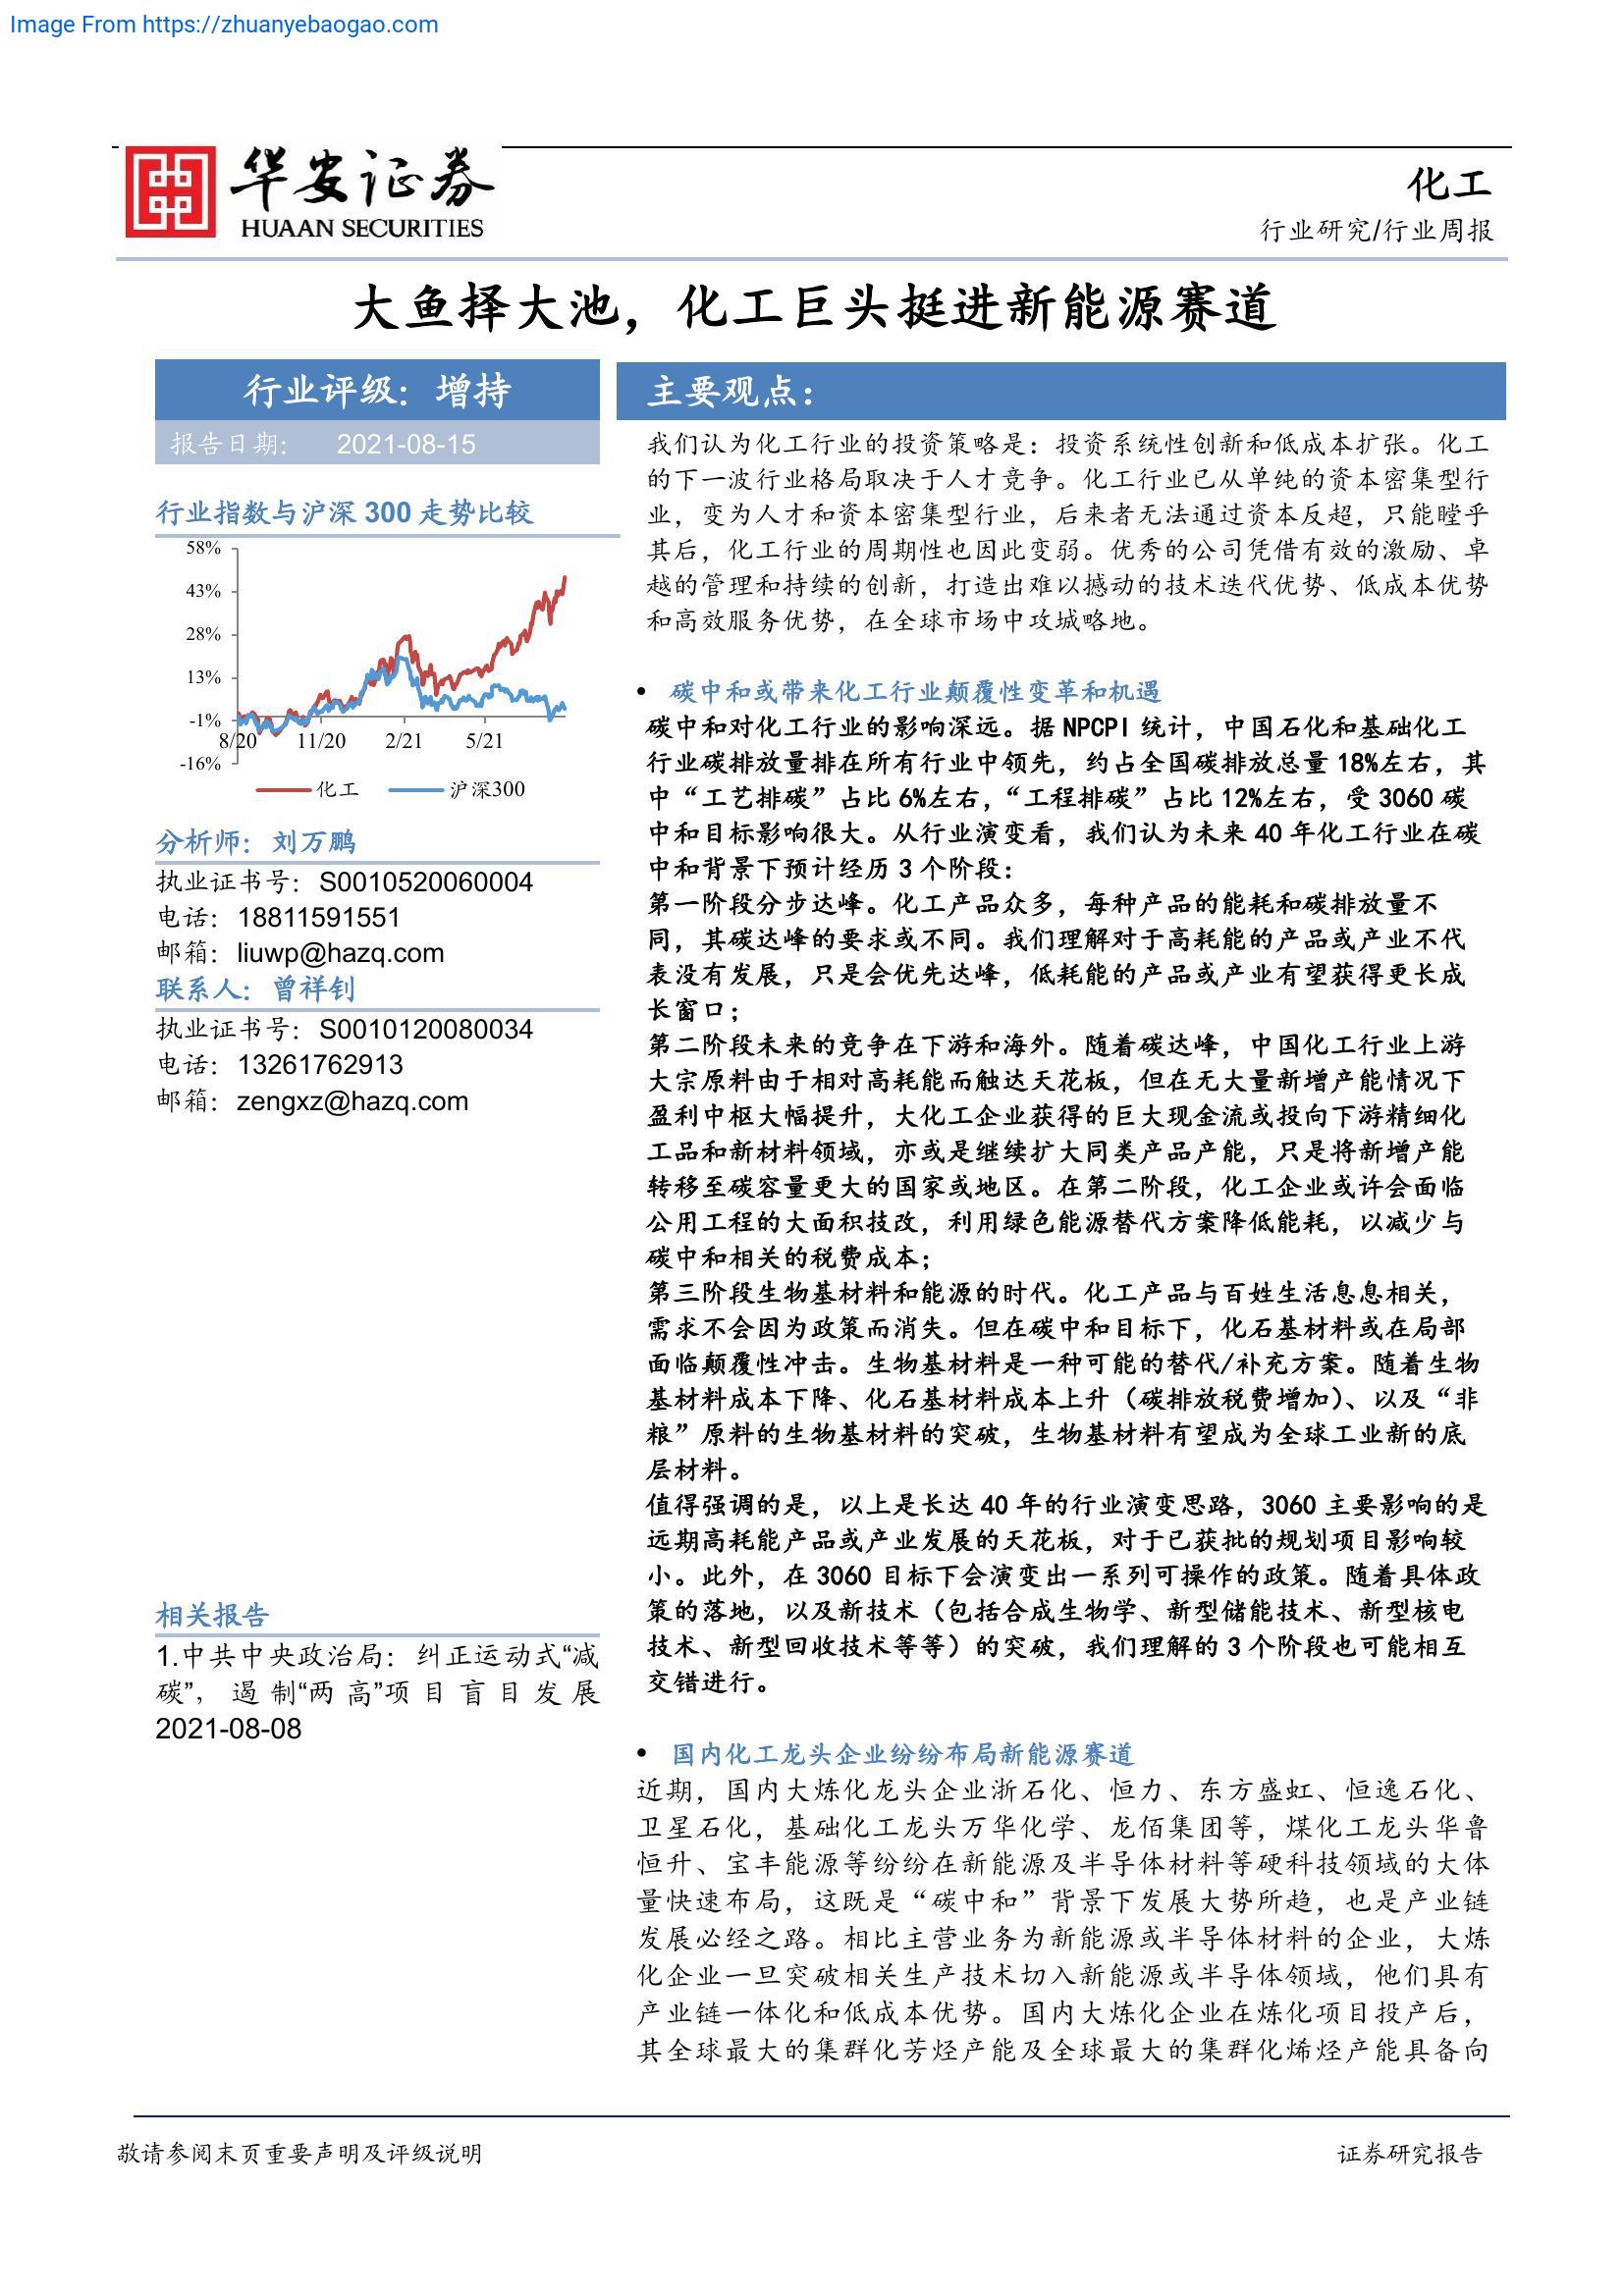 Image From https://zhuanyebaogao.com
华安证券
HUAAN SECURITIES
化工
行业研究/行业周报
大鱼择大池，化工巨头挺进新能源赛道
行业评级：增持
报告日期： 2021-08-15
行业指数与沪深 300 走势比较
58%
43%
28%
13%
-1%
-16%
8/20 11/20 2/21 5/21
化工 沪深300
分析师：刘万鹏
执业证书号：S0010520060004
电话：18811591551
邮箱：liuwp@hazq.com
联系人：曾祥钊
执业证书号：S0010120080034
电话：13261762913
邮箱：zengxz@hazq.com
相关报告
1.中共中央政治局：纠正运动式“减
碳”，遏制“两高”项目盲目发展
2021-08-08
主要观点：
我们认为化工行业的投资策略是：投资系统性创新和低成本扩张。化工
的下一波行业格局取决于人才竞争。化工行业已从单纯的资本密集型行
业，变为人才和资本密集型行业，后来者无法通过资本反超，只能瞠乎
其后，化工行业的周期性也因此变弱。优秀的公司凭借有效的激励、卓
越的管理和持续的创新，打造出难以撼动的技术迭代优势、低成本优势
和高效服务优势，在全球市场中攻城略地。
• 碳中和或带来化工行业颠覆性变革和机遇
碳中和对化工行业的影响深远。据 NPCPI 统计，中国石化和基础化工
行业碳排放量排在所有行业中领先，约占全国碳排放总量 18%左右，其
中“工艺排碳”占比 6%左右，“工程排碳”占比 12%左右，受 3060 碳
中和目标影响很大。从行业演变看，我们认为未来 40 年化工行业在碳
中和背景下预计经历 3 个阶段：
第一阶段分步达峰。化工产品众多，每种产品的能耗和碳排放量不
同，其碳达峰的要求或不同。我们理解对于高耗能的产品或产业不代
表没有发展，只是会优先达峰，低耗能的产品或产业有望获得更长成
长窗口；
第二阶段未来的竞争在下游和海外。随着碳达峰，中国化工行业上游
大宗原料由于相对高耗能而触达天花板，但在无大量新增产能情况下
盈利中枢大幅提升，大化工企业获得的巨大现金流或投向下游精细化
工品和新材料领域，亦或是继续扩大同类产品产能，只是将新增产能
转移至碳容量更大的国家或地区。在第二阶段，化工企业或许会面临
公用工程的大面积技改，利用绿色能源替代方案降低能耗，以减少与
碳中和相关的税费成本；
第三阶段生物基材料和能源的时代。化工产品与百姓生活息息相关，
需求不会因为政策而消失。但在碳中和目标下，化石基材料或在局部
面临颠覆性冲击。生物基材料是一种可能的替代/补充方案。随着生物
基材料成本下降、化石基材料成本上升（碳排放税费增加）、以及“非
粮”原料的生物基材料的突破，生物基材料有望成为全球工业新的底
层材料。
值得强调的是，以上是长达 40 年的行业演变思路，3060 主要影响的是
远期高耗能产品或产业发展的天花板，对于已获批的规划项目影响较
小。此外，在 3060 目标下会演变出一系列可操作的政策。随着具体政
策的落地，以及新技术（包括合成生物学、新型储能技术、新型核电
技术、新型回收技术等等）的突破，我们理解的 3 个阶段也可能相互
交错进行。
• 国内化工龙头企业纷纷布局新能源赛道
近期，国内大炼化龙头企业浙石化、恒力、东方盛虹、恒逸石化、
卫星石化，基础化工龙头万华化学、龙佰集团等，煤化工龙头华鲁
恒升、宝丰能源等纷纷在新能源及半导体材料等硬科技领域的大体
量快速布局，这既是“碳中和”背景下发展大势所趋，也是产业链
发展必经之路。相比主营业务为新能源或半导体材料的企业，大炼
化企业一旦突破相关生产技术切入新能源或半导体领域，他们具有
产业链一体化和低成本优势。国内大炼化企业在炼化项目投产后，
其全球最大的集群化芳烃产能及全球最大的集群化烯烃产能具备向
敬请参阅末页重要声明及评级说明
证券研究报告